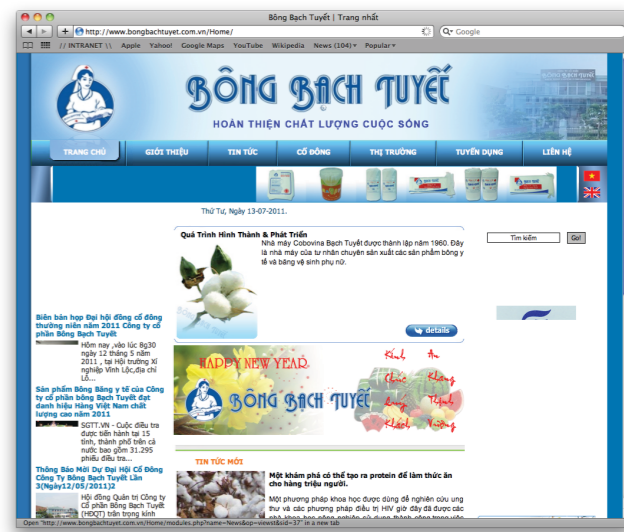 Bông Bạch Tuyết | Trang nhất
http://www.bongbachtuyet.com.vn/Home/
Google
// INTRANET \\ Apple Yahoo! Google Maps YouTube Wikipedia News (104) Popular
BÔNG BẠCH TUYẾT
HOÀN THIỆN CHẤT LƯỢNG CUỘC SỐNG
TRANG CHỦ GIỚI THIỆU TIN TỨC CỔ ĐÔNG THỊ TRƯỜNG TUYỂN DỤNG LIÊN HỆ
Thứ Tư, Ngày 13-07-2011.
Quá Trình Hình Thành & Phát Triển
Nhà máy Cobovina Bạch Tuyết được thành lập năm 1960. Đây
là nhà máy của tư nhân chuyên sản xuất các sản phẩm bông y
tế và băng vệ sinh phụ nữ.
details
Tìm kiếm Go!
Biên bản họp Đại hội đồng cổ đông
thường niên năm 2011 Công ty cổ
phần Bông Bạch Tuyết
Hôm nay ,vào lúc 8g30
ngày 12 tháng 5 năm
2011 , tại Hội trường Xí
nghiệp Vĩnh Lộc,địa chỉ
Lô...
Sản phẩm Bông Băng y tế của Công
ty cổ phần bông Bạch Tuyết đạt
danh hiệu Hàng Việt Nam chất
lượng cao năm 2011
SGTT.VN - Cuộc điều tra
được tiến hành tại 15
tỉnh, thành phố trên cả
nước bao gồm 31.295
phiếu điều tra...
Thông Báo Mời Dự Đại Hội Cổ Đông
Công Ty Bông Bạch Tuyết Lần
3(Ngày12/05/2011)2
Hội đồng Quản trị Công ty
Cổ phần Bông Bạch Tuyết
(HĐQT) trân trọng kính
HAPPY NEW YEAR
BÔNG BẠCH TUYẾT
Kính An
Chúc Khang
Lung Thịnh
Khách Vượng
TIN TỨC MỚI
Một khám phá có thể tạo ra protein để làm thức ăn
cho hàng triệu người.
Một phương pháp khoa học được dùng để nghiên cứu ung
thư và các phương pháp điều trị HIV giờ đây đã được các
Open "http://www.bongbachtuyet.com.vn/Home/modules.php?name=News&op=viewst&sid=37" in a new tab